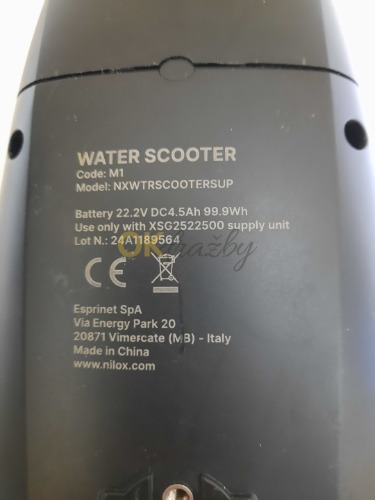 WATER SCOOTER
Code: M1
Model: NXWTRSCOOTERSUP
Battery 22.2V DC4.5Ah 99.9Wh
Use only with XSG2522500 supply unit
Lot N.: 24A1189564
OKdražby
CE
Esprinet SpA
Via Energy Park 20
20871 Vimercate (MB) - Italy
Made in China
www.nilox.com